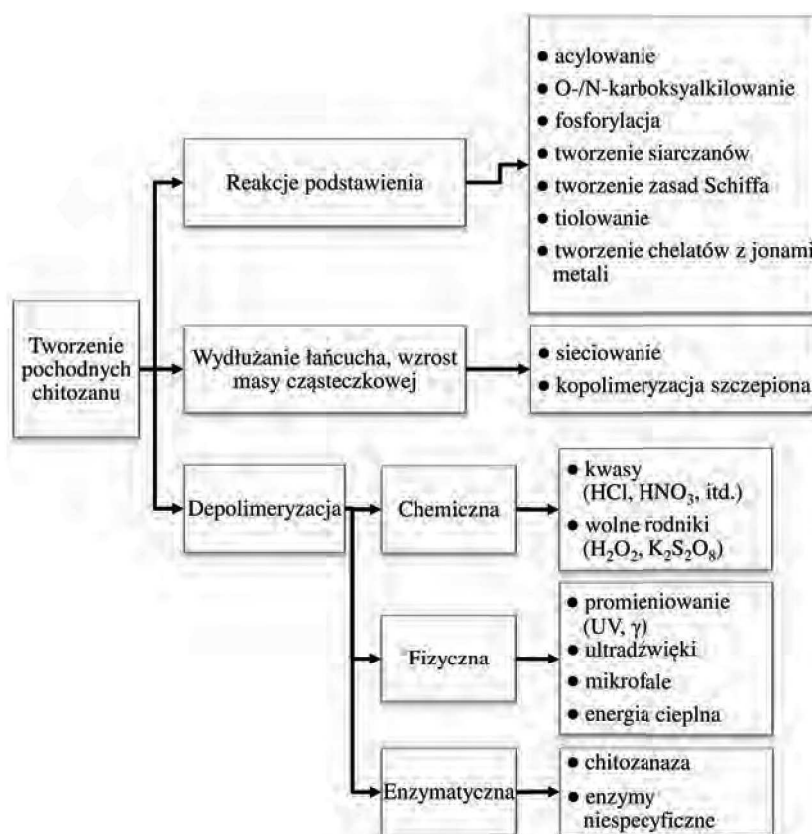 Tworzenie
pochodnych
chitozanu
Reakcje podstawienia
● acylowanie
● O-/N-karboksyalkilowanie
● fosforylacja
● tworzenie siarczanów
● tworzenie zasad Schiffa
● tiolowanie
● tworzenie chelatów z jonami
metali
Wydłużanie łańcucha, wzrost
masy cząsteczkowej
● sieciowanie
● kopolimeryzacja szczepiona
Depolimeryzacja
Chemiczna
● kwasy
(HCl, HNO₃, itd.)
● wolne rodniki
(H₂O₂, K₂S₂O₈)
Fizyczna
● promieniowanie
(UV, γ)
● ultradźwięki
● mikrofale
● energia cieplna
Enzymatyczna
● chitozanaza
● enzymy
niespecyficzne